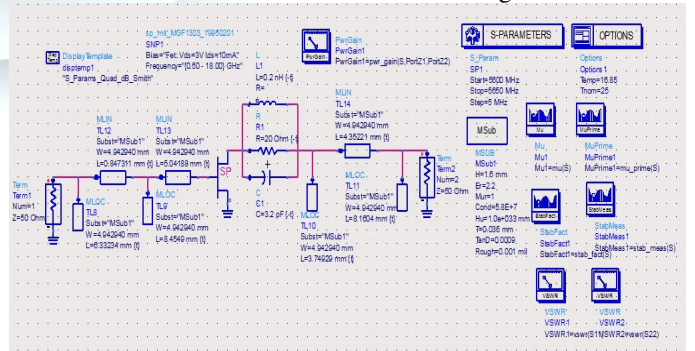 sp_mit_MGF1303_19950201
SNP1
Bias="Fet: Vds=3V Ids=10mA"
Frequency="{0.50 - 18.00} GHz"
DisplayTemplate
disptemp1
"S_Params_Quad_dB_Smith"
L
L1
L=0.2 nH {-t}
R=
R
R1
R=20 Ohm {-t}
C
C1
C=3.2 pF {-t}
PwrGain
PwrGain
PwrGain1
PwrGain1=pwr_gain(S,PortZ1,PortZ2)
MLIN
TL12
Subst="MSub1"
W=4.942940 mm
L=0.847311 mm {t}
MLIN
TL13
Subst="MSub1"
W=4.942940 mm
L=5.04188 mm {t}
MLIN
TL14
Subst="MSub1"
W=4.942940 mm
L=4.35221 mm {-t}
Term
Term1
Num=1
Z=50 Ohm
MLOC
TL8
Subst="MSub1"
W=4.942940 mm
L=6.33234 mm {t}
MLOC
TL9
Subst="MSub1"
W=4.942940 mm
L=8.4549 mm {t}
SP
MLOC
TL10
Subst="MSub1"
W=4.942940 mm
L=3.74929 mm {-t}
MLOC
TL11
Subst="MSub1"
W=4.942940 mm
L=8.1604 mm {-t}
Term
Term2
Num=2
Z=50 Ohm
S-PARAMETERS
S_Param
SP1
Start=5600 MHz
Stop=5650 MHz
Step=5 MHz
OPTIONS
Options
Options1
Temp=16.85
Tnom=25
MSub
MSUB
MSub1
H=1.6 mm
Er=2.2
Mur=1
Cond=5.8E+7
Hu=1.0e+033 mm
T=0.036 mm
TanD=0.0009
Rough=0.001 mil
Mu
Mu
Mu1
Mu1=mu(S)
MuPrime
MuPrime
MuPrime1
MuPrime1=mu_prime(S)
StabFact
StabFact
StabFact1
StabFact1=stab_fact(S)
StabMeas
StabMeas
StabMeas1
StabMeas1=stab_meas(S)
VSWR
VSWR
VSWR1
VSWR1=vswr(S11)
VSWR
VSWR
VSWR2
VSWR2=vswr(S22)